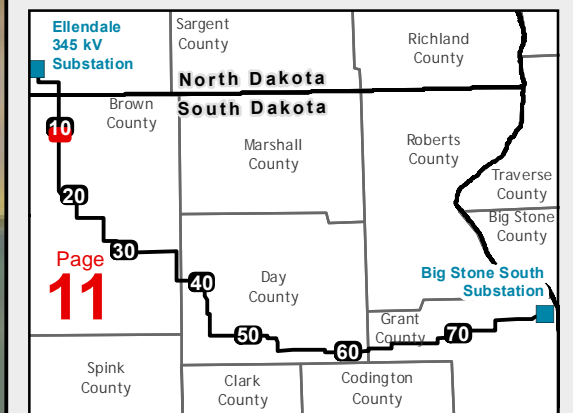 Ellendale
345 kV
Substation
Sargent
County
Richland
County
North Dakota
South Dakota
Brown
County
10
Marshall
County
Roberts
County
Traverse
County
20
Big Stone
County
30
Page
11
40
Day
County
Big Stone South
Substation
50
60
Grant
County
70
Spink
County
Clark
County
Codington
County